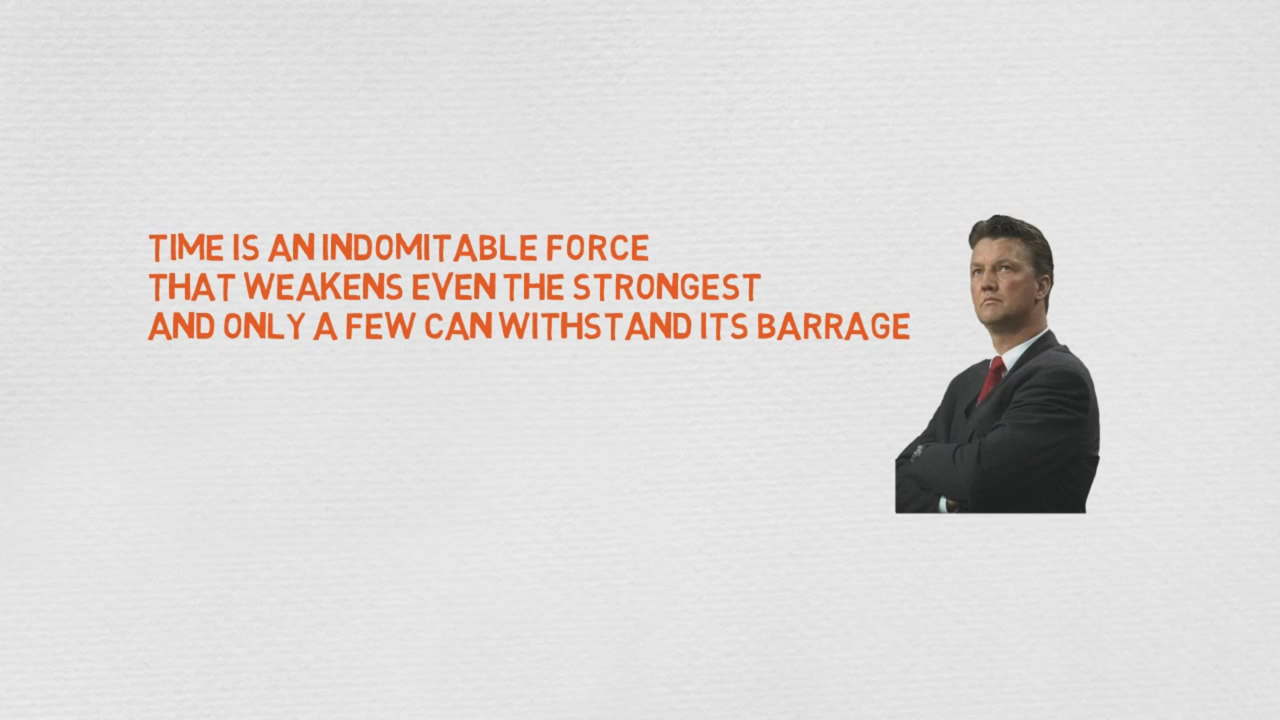 TIME IS AN INDOMITABLE FORCE
THAT WEAKENS EVEN THE STRONGEST
AND ONLY A FEW CAN WITHSTAND ITS BARRAGE